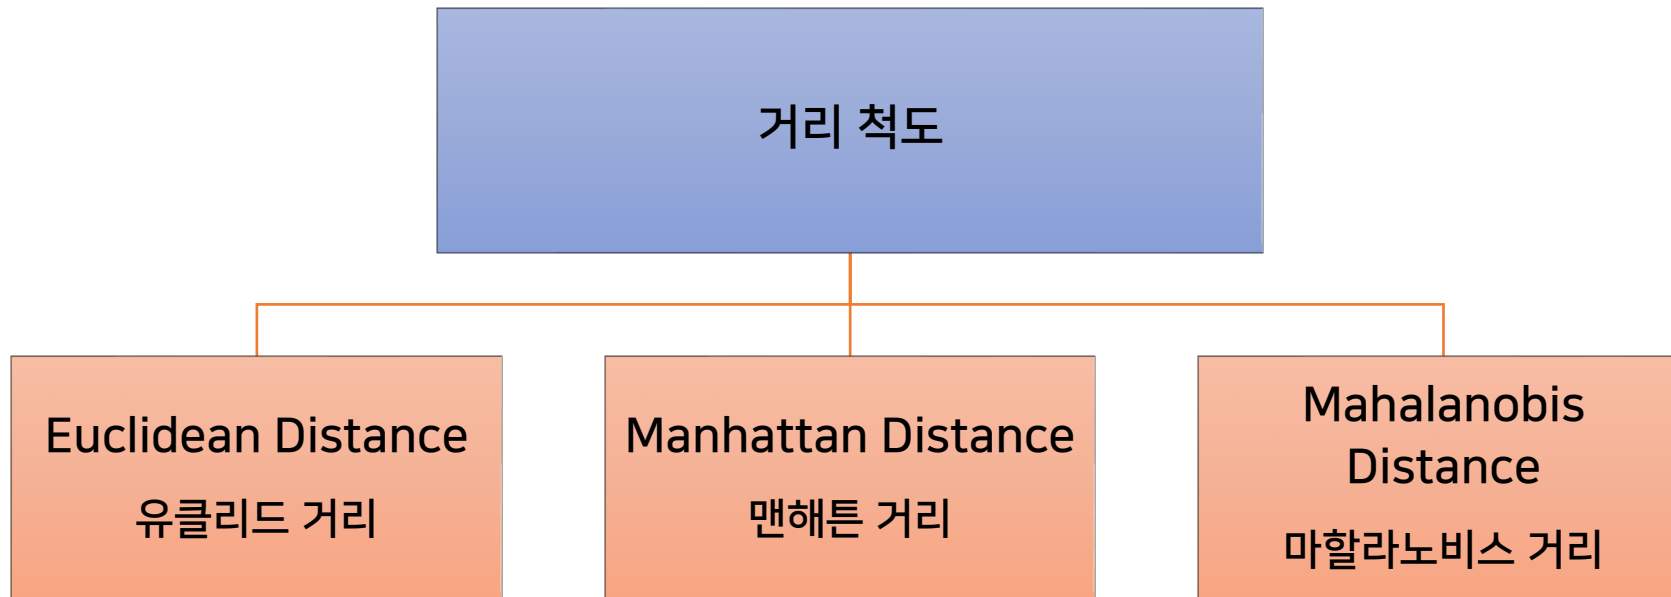 거리 척도
Euclidean Distance
유클리드 거리
Manhattan Distance
맨해튼 거리
Mahalanobis
Distance
마할라노비스 거리